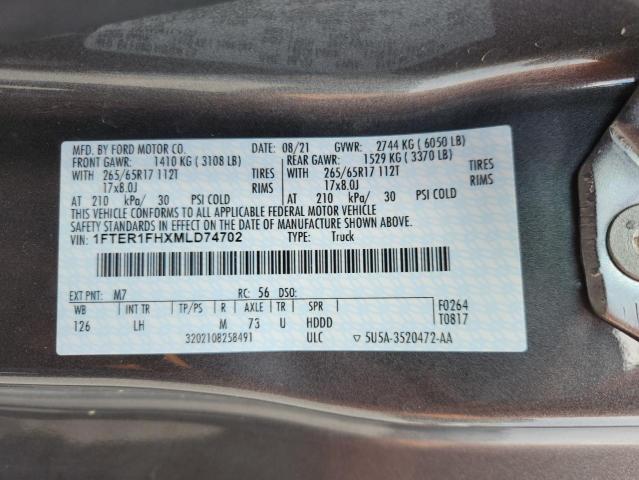 MFD. BY FORD MOTOR CO. DATE: 08/21 GVWR: 2744 KG ( 6050 LB)
FRONT GAWR: 1410 KG ( 3108 LB) REAR GAWR: 1529 KG ( 3370 LB)
WITH 265/65R17 112T TIRES WITH 265/65R17 112T TIRES
17x8.0J RIMS 17x8.0J RIMS
AT 210 kPa/ 30 PSI COLD AT 210 kPa/ 30 PSI COLD
THIS VEHICLE CONFORMS TO ALL APPLICABLE FEDERAL MOTOR VEHICLE
SAFETY STANDARDS IN EFFECT ON THE DATE OF MANUFACTURE SHOWN ABOVE.
VIN: 1FTER1FHXMLD74702 TYPE: Truck
EXT PNT: M7 RC: 56 DSO:
WB INT TR TP/PS R AXLE TR SPR F0264
126 LH M 73 U HDDD T0817
3202108258491 ULC ▽ 5U5A-3520472-AA